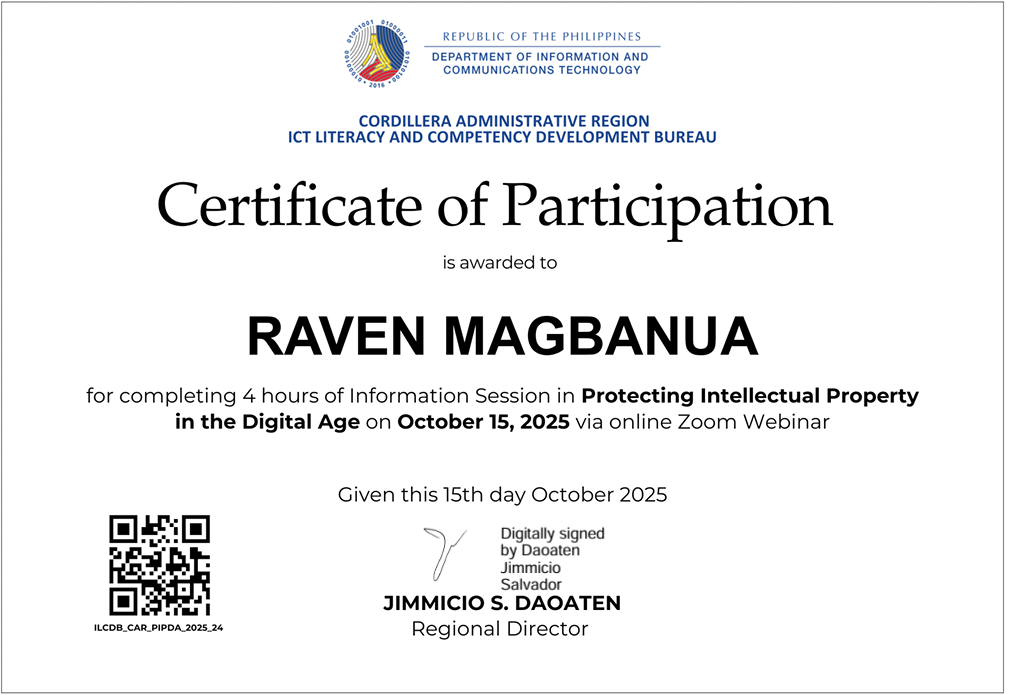 REPUBLIC OF THE PHILIPPINES
DEPARTMENT OF INFORMATION AND
COMMUNICATIONS TECHNOLOGY
2016
CORDILLERA ADMINISTRATIVE REGION
ICT LITERACY AND COMPETENCY DEVELOPMENT BUREAU
Certificate of Participation
is awarded to
RAVEN MAGBANUA
for completing 4 hours of Information Session in Protecting Intellectual Property
in the Digital Age on October 15, 2025 via online Zoom Webinar
Given this 15th day October 2025
Digitally signed
by Daoaten
Jimmicio
Salvador
JIMMICIO S. DAOATEN
Regional Director
ILCDB_CAR_PIPDA_2025_24